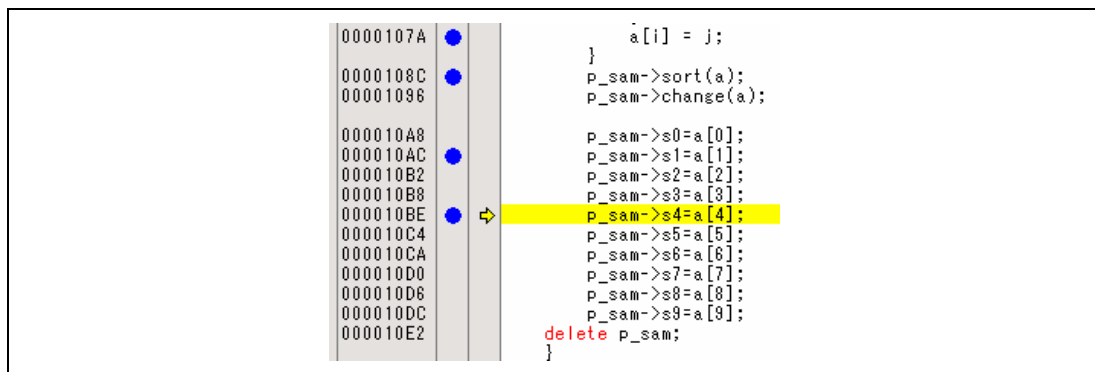 0000107A a[i] = j;
}
0000108C p_sam->sort(a);
00001096 p_sam->change(a);
000010A8 p_sam->s0=a[0];
000010AC p_sam->s1=a[1];
000010B2 p_sam->s2=a[2];
000010B8 p_sam->s3=a[3];
000010BE p_sam->s4=a[4];
000010C4 p_sam->s5=a[5];
000010CA p_sam->s6=a[6];
000010D0 p_sam->s7=a[7];
000010D6 p_sam->s8=a[8];
000010DC p_sam->s9=a[9];
000010E2 delete p_sam;
}